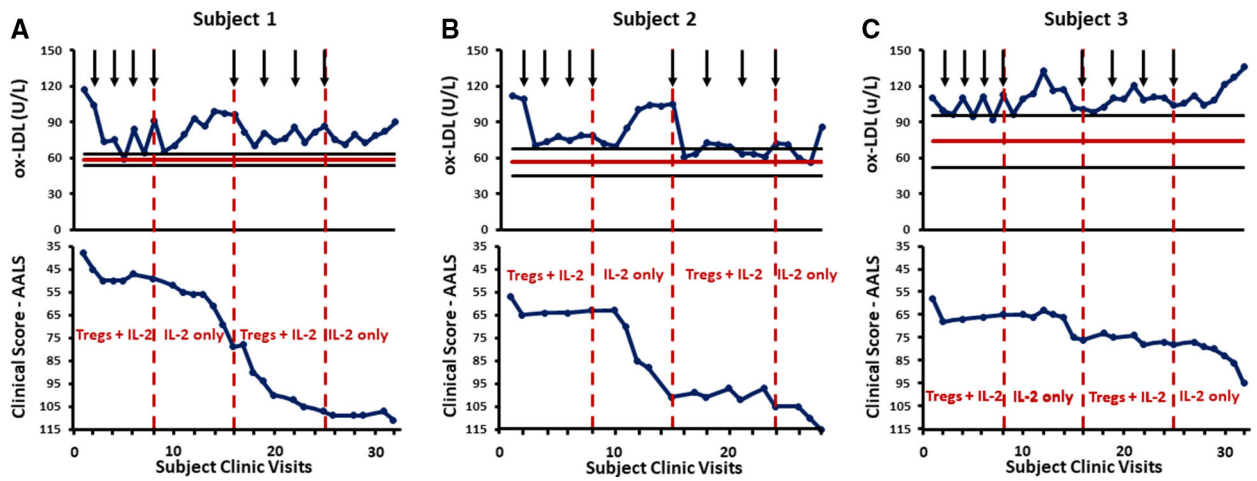 A
Subject 1
ox-LDL (U/L)
150
120
90
60
30
0
Clinical Score - AALS
35
45
55
65
75
85
95
105
115
Tregs + IL-2
IL-2 only
Tregs + IL-2
IL-2 only
0
10
20
30
Subject Clinic Visits
B
Subject 2
ox-LDL (U/L)
150
120
90
60
30
0
Clinical Score - AALS
35
45
55
65
75
85
95
105
115
Tregs + IL-2
IL-2 only
Tregs + IL-2
IL-2 only
0
10
20
Subject Clinic Visits
C
Subject 3
ox-LDL (u/L)
150
120
90
60
30
0
Clinical Score - AALS
35
45
55
65
75
85
95
105
115
Tregs + IL-2
IL-2 only
Tregs + IL-2
IL-2 only
0
10
20
30
Subject Clinic Visits